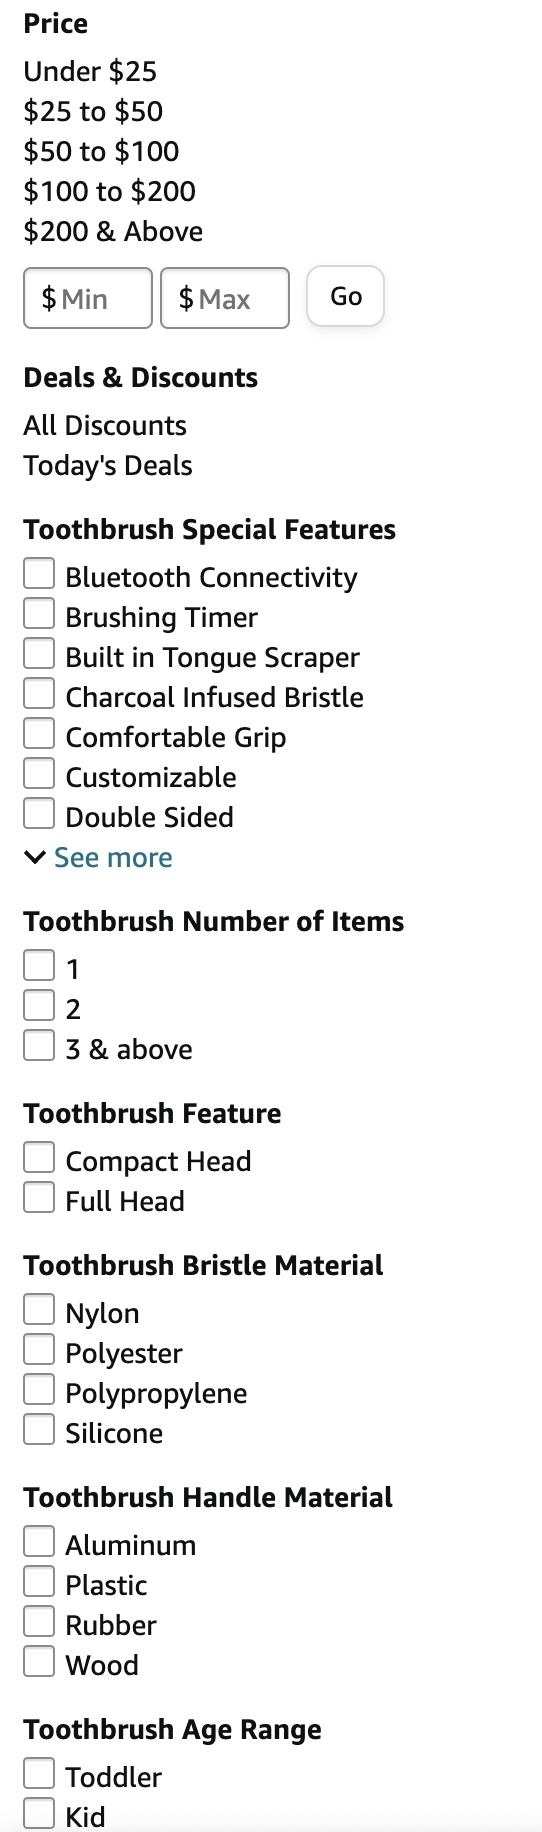 Price
Under $25
$25 to $50
$50 to $100
$100 to $200
$200 & Above
$ Min $ Max Go
Deals & Discounts
All Discounts
Today's Deals
Toothbrush Special Features
Bluetooth Connectivity
Brushing Timer
Built in Tongue Scraper
Charcoal Infused Bristle
Comfortable Grip
Customizable
Double Sided
See more
Toothbrush Number of Items
1
2
3 & above
Toothbrush Feature
Compact Head
Full Head
Toothbrush Bristle Material
Nylon
Polyester
Polypropylene
Silicone
Toothbrush Handle Material
Aluminum
Plastic
Rubber
Wood
Toothbrush Age Range
Toddler
Kid